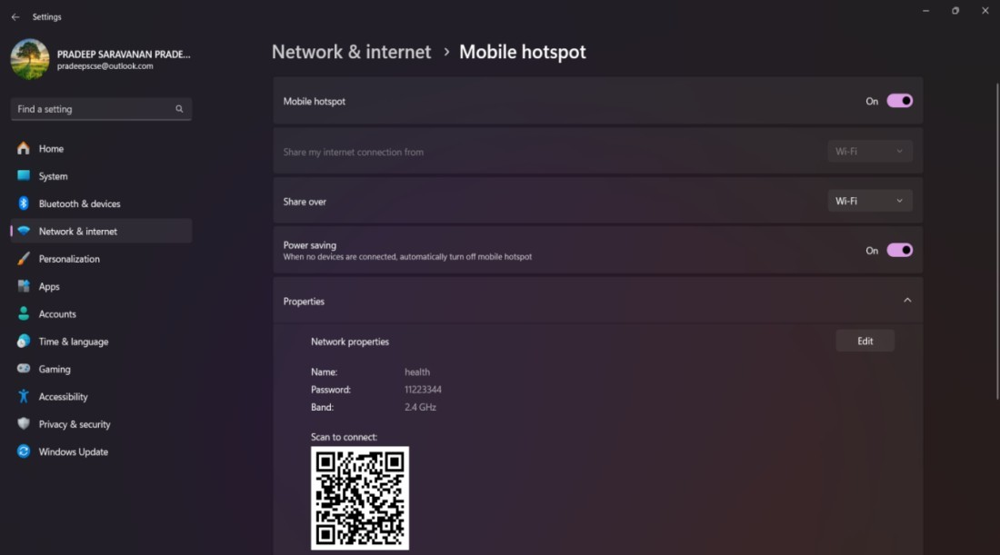 Settings
PRADEEP SARAVANAN PRADE...
pradeepscse@outlook.com
Find a setting
Home
System
Bluetooth & devices
Network & internet
Personalization
Apps
Accounts
Time & language
Gaming
Accessibility
Privacy & security
Windows Update
Network & internet > Mobile hotspot
Mobile hotspot On
Share my internet connection from Wi-Fi
Share over Wi-Fi
Power saving
When no devices are connected, automatically turn off mobile hotspot
On
Properties
Network properties Edit
Name: health
Password: 11223344
Band: 2.4 GHz
Scan to connect: